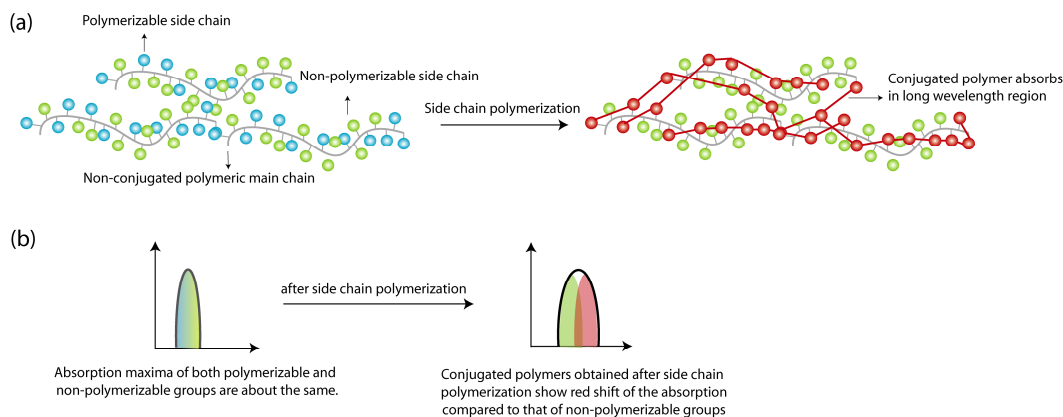 (a)
Polymerizable side chain
Non-polymerizable side chain
Non-conjugated polymeric main chain
Side chain polymerization
Conjugated polymer absorbs
in long wevelength region
(b)
after side chain polymerization
Absorption maxima of both polymerizable and
non-polymerizable groups are about the same.
Conjugated polymers obtained after side chain
polymerization show red shift of the absorption
compared to that of non-polymerizable groups